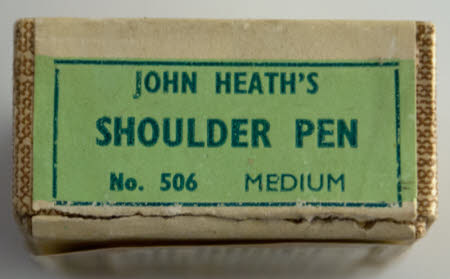 JOHN HEATH'S
SHOULDER PEN
No. 506 MEDIUM